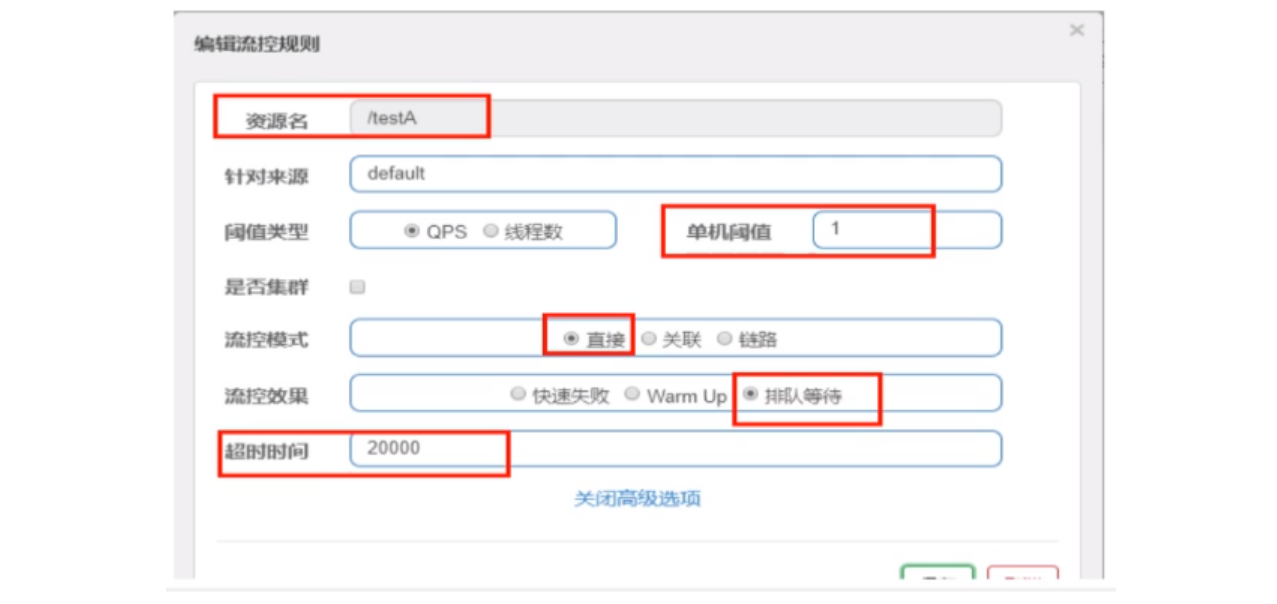 编辑流控规则 ×
资源名 /testA
针对来源 default
阈值类型 QPS 线程数 单机阈值 1
是否集群
流控模式 直接 关联 链路
流控效果 快速失败 Warm Up 排队等待
超时时间 20000
关闭高级选项